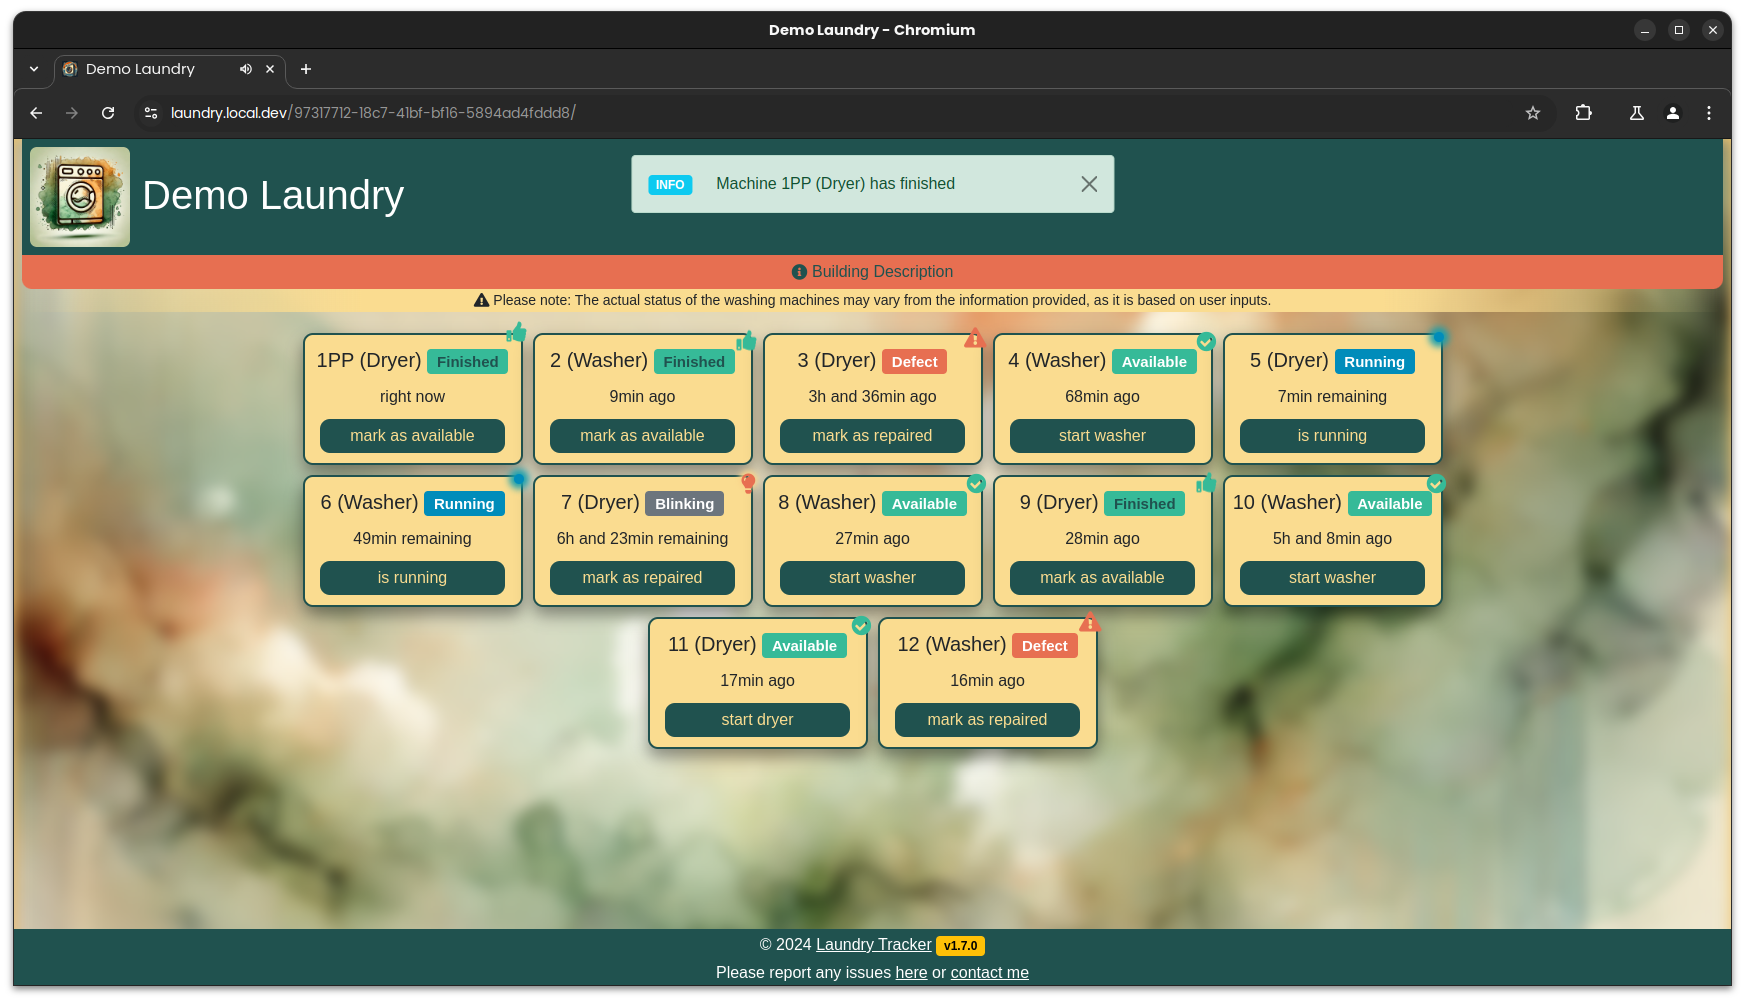 Demo Laundry - Chromium
Demo Laundry
laundry.local.dev/97317712-18c7-41bf-bf16-5894ad4fddd8/
Demo Laundry
INFO Machine 1PP (Dryer) has finished
Building Description
Please note: The actual status of the washing machines may vary from the information provided, as it is based on user inputs.
1PP (Dryer) Finished
right now
mark as available
2 (Washer) Finished
9min ago
mark as available
3 (Dryer) Defect
3h and 36min ago
mark as repaired
4 (Washer) Available
68min ago
start washer
5 (Dryer) Running
7min remaining
is running
6 (Washer) Running
49min remaining
is running
7 (Dryer) Blinking
6h and 23min remaining
mark as repaired
8 (Washer) Available
27min ago
start washer
9 (Dryer) Finished
28min ago
mark as available
10 (Washer) Available
5h and 8min ago
start washer
11 (Dryer) Available
17min ago
start dryer
12 (Washer) Defect
16min ago
mark as repaired
© 2024 Laundry Tracker v1.7.0
Please report any issues here or contact me